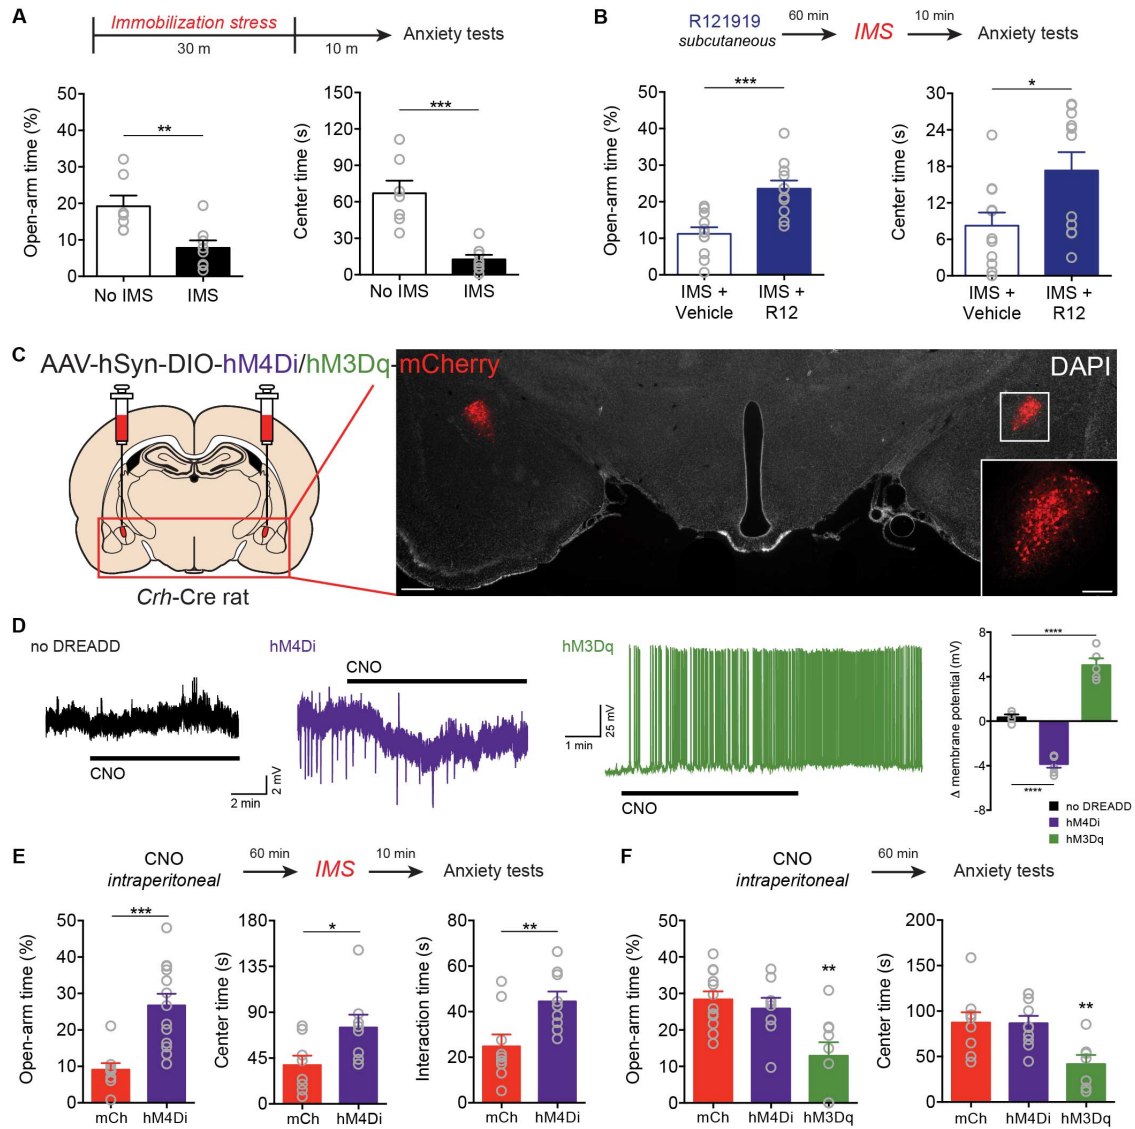 A
Immobilization stress
30 m
10 m
Anxiety tests
Open-arm time (%)
50
40
30
20
10
0
**
No IMS
IMS
Center time (s)
150
120
90
60
30
0
***
No IMS
IMS
B
R121919
subcutaneous
60 min
IMS
10 min
Anxiety tests
Open-arm time (%)
50
40
30
20
10
0
***
IMS +
Vehicle
IMS +
R12
Center time (s)
30
24
18
12
6
0
*
IMS +
Vehicle
IMS +
R12
C
AAV-hSyn-DIO-hM4Di/hM3Dq-mCherry
DAPI
Crh-Cre rat
D
no DREADD
CNO
2 min
2 mV
hM4Di
CNO
hM3Dq
1 min
25 mV
CNO
Δ membrane potential (mV)
8
4
0
-4
-8
****
****
no DREADD
hM4Di
hM3Dq
E
CNO
intraperitoneal
60 min
IMS
10 min
Anxiety tests
Open-arm time (%)
50
40
30
20
10
0
***
mCh
hM4Di
Center time (s)
180
135
90
45
0
*
mCh
hM4Di
Interaction time (s)
80
60
40
20
0
**
mCh
hM4Di
F
CNO
intraperitoneal
60 min
Anxiety tests
Open-arm time (%)
50
40
30
20
10
0
**
mCh
hM4Di
hM3Dq
Center time (s)
200
150
100
50
0
**
mCh
hM4Di
hM3Dq